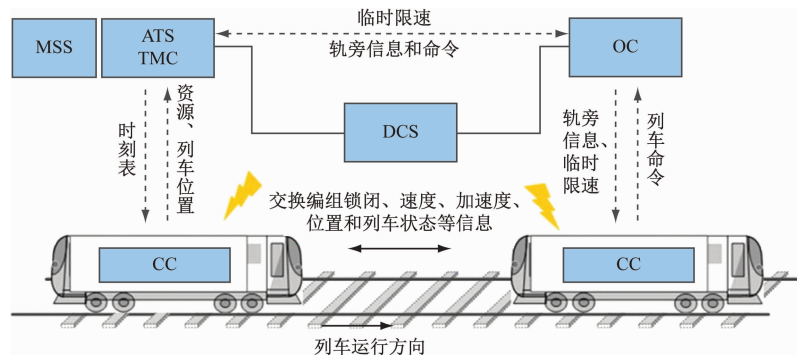 临时限速
MSS
ATS
TMC
轨旁信息和命令
OC
DCS
时刻表
资源、列车位置
轨旁
信息、
临时
限速
列车命令
交换编组锁闭、速度、加速度、
位置和列车状态等信息
CC
CC
列车运行方向